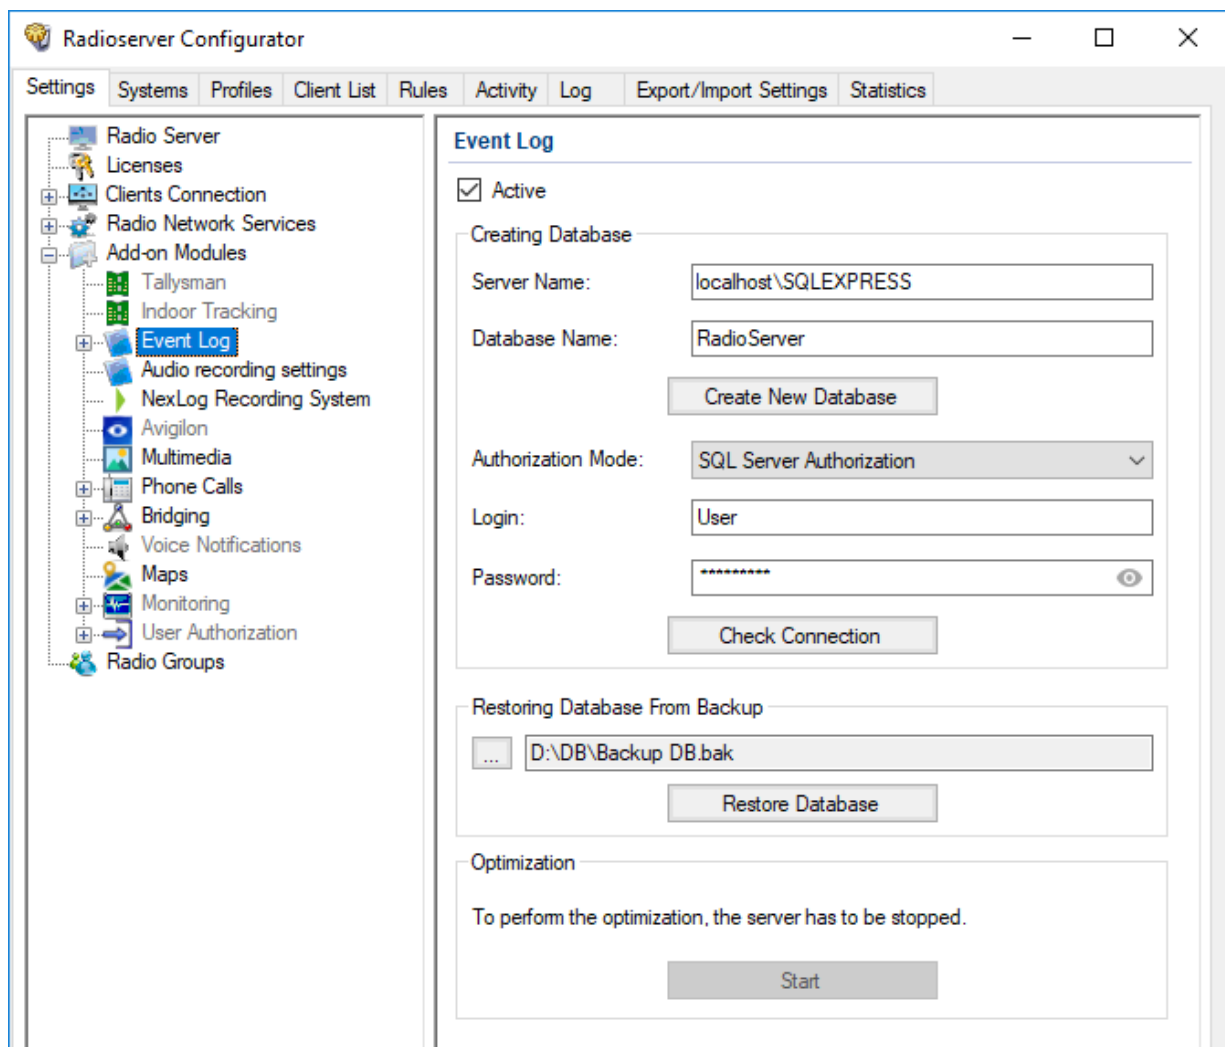 Radioserver Configurator
Settings Systems Profiles Client List Rules Activity Log Export/Import Settings Statistics
Radio Server
Licenses
Clients Connection
Radio Network Services
Add-on Modules
Tallysman
Indoor Tracking
Event Log
Audio recording settings
NexLog Recording System
Avigilon
Multimedia
Phone Calls
Bridging
Voice Notifications
Maps
Monitoring
User Authorization
Radio Groups
Event Log
Active
Creating Database
Server Name: localhost\SQLEXPRESS
Database Name: RadioServer
Create New Database
Authorization Mode: SQL Server Authorization
Login: User
Password: *********
Check Connection
Restoring Database From Backup
... D:\DB\Backup DB.bak
Restore Database
Optimization
To perform the optimization, the server has to be stopped.
Start